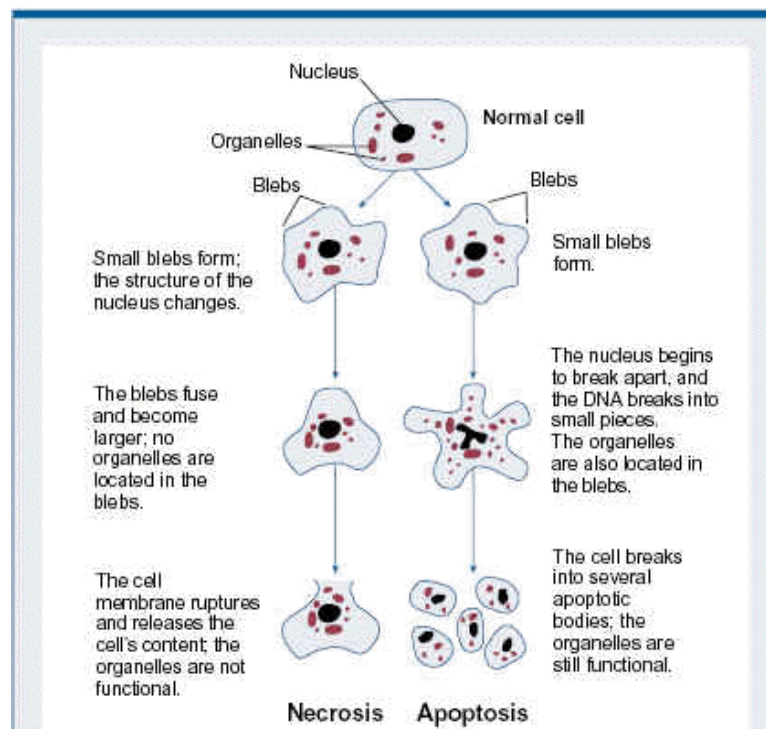 Nucleus
Normal cell
Organelles
Blebs
Blebs
Small blebs form;
the structure of the
nucleus changes.
Small blebs
form.
The blebs fuse
and become
larger; no
organelles are
located in the
blebs.
The nucleus begins
to break apart, and
the DNA breaks into
small pieces.
The organelles
are also located in
the blebs.
The cell
membrane ruptures
and releases the
cell's content; the
organelles are not
functional.
The cell breaks
into several
apoptotic
bodies; the
organelles are
still functional.
Necrosis
Apoptosis